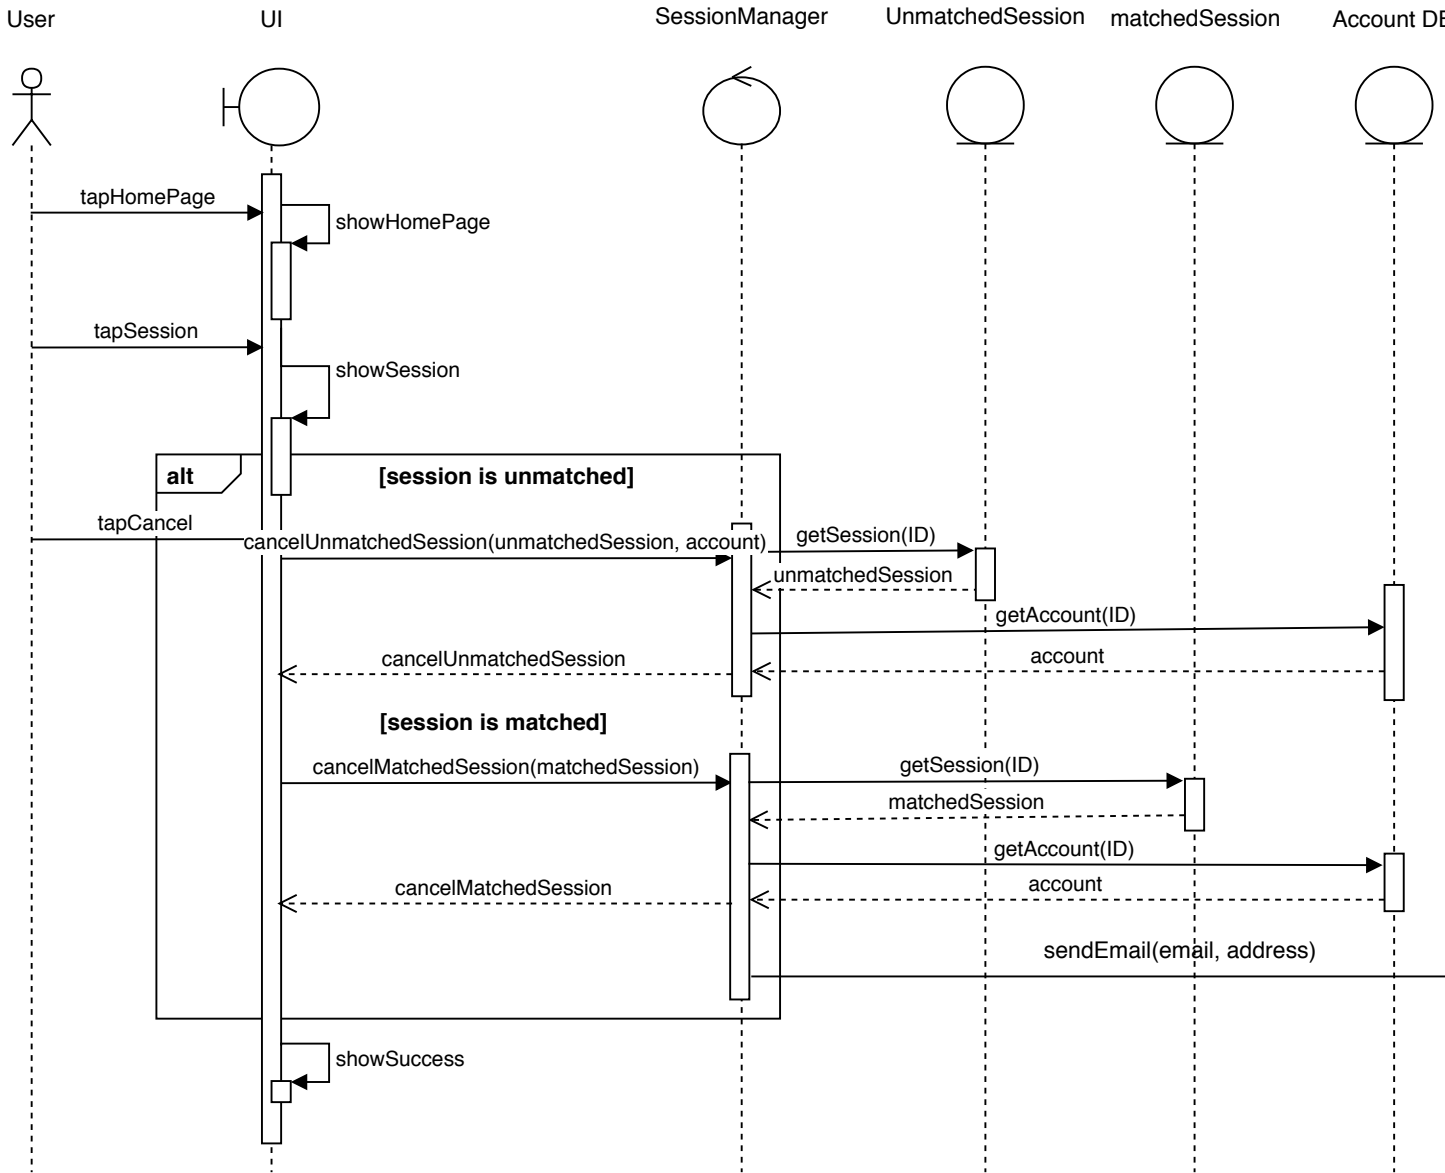 User
UI
SessionManager
UnmatchedSession
matchedSession
Account DB
tapHomePage
showHomePage
tapSession
showSession
alt
[session is unmatched]
tapCancel
cancelUnmatchedSession(unmatchedSession, account)
getSession(ID)
unmatchedSession
getAccount(ID)
cancelUnmatchedSession
account
[session is matched]
cancelMatchedSession(matchedSession)
getSession(ID)
matchedSession
getAccount(ID)
cancelMatchedSession
account
sendEmail(email, address)
showSuccess